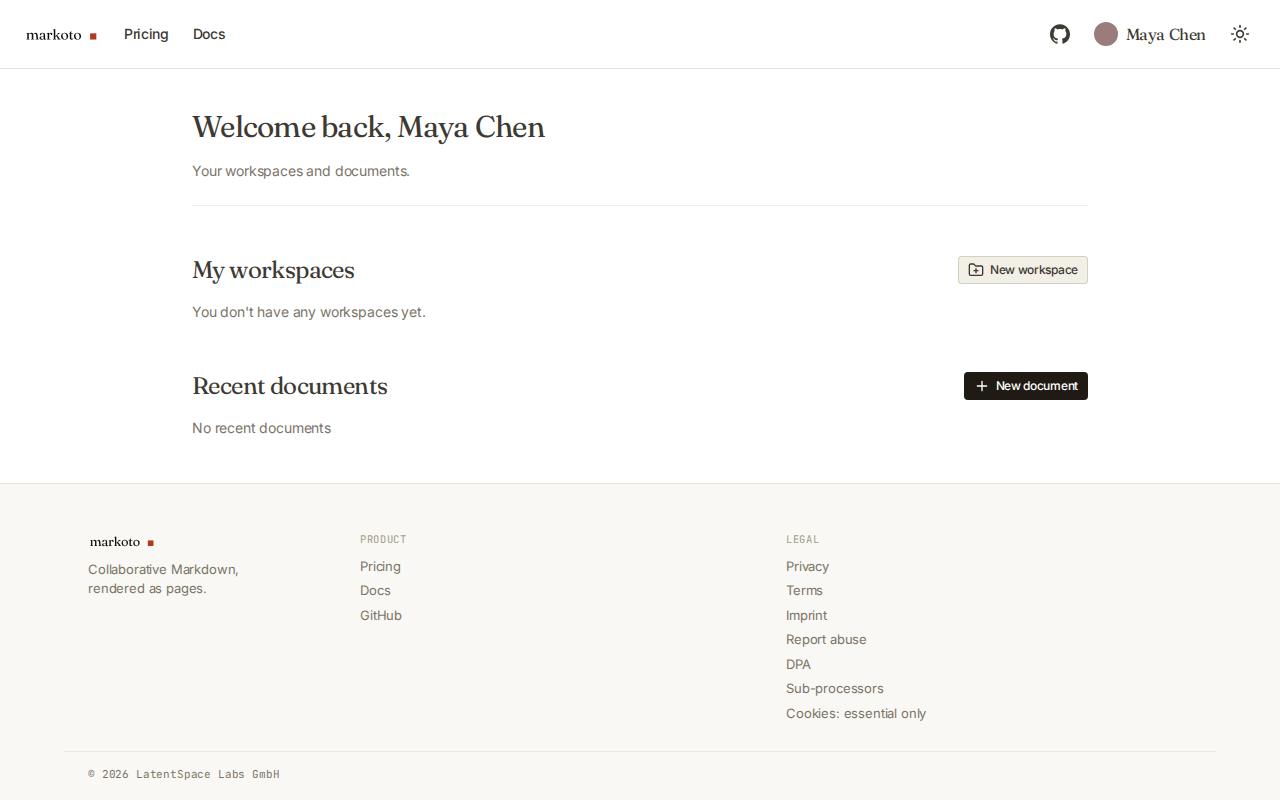 markoto
Pricing
Docs
Maya Chen
Welcome back, Maya Chen
Your workspaces and documents.
My workspaces
New workspace
You don't have any workspaces yet.
Recent documents
New document
No recent documents
markoto
Collaborative Markdown,
rendered as pages.
PRODUCT
Pricing
Docs
GitHub
LEGAL
Privacy
Terms
Imprint
Report abuse
DPA
Sub-processors
Cookies: essential only
© 2026 LatentSpace Labs GmbH